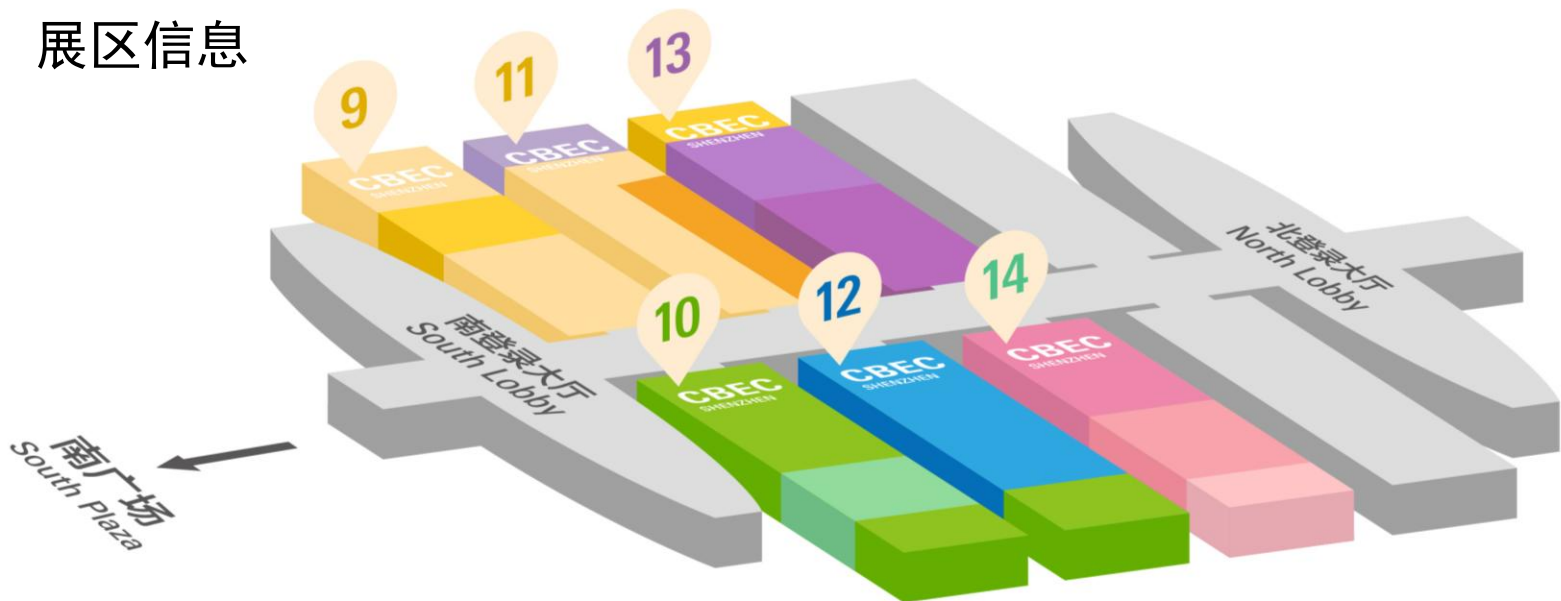 展区信息
9
11
13
CBEC
SHENZHEN
CBEC
SHENZHEN
CBEC
SHENZHEN
北登录大厅
North Lobby
10
12
14
CBEC
SHENZHEN
CBEC
SHENZHEN
CBEC
SHENZHEN
南登录大厅
South Lobby
南广场
South Plaza